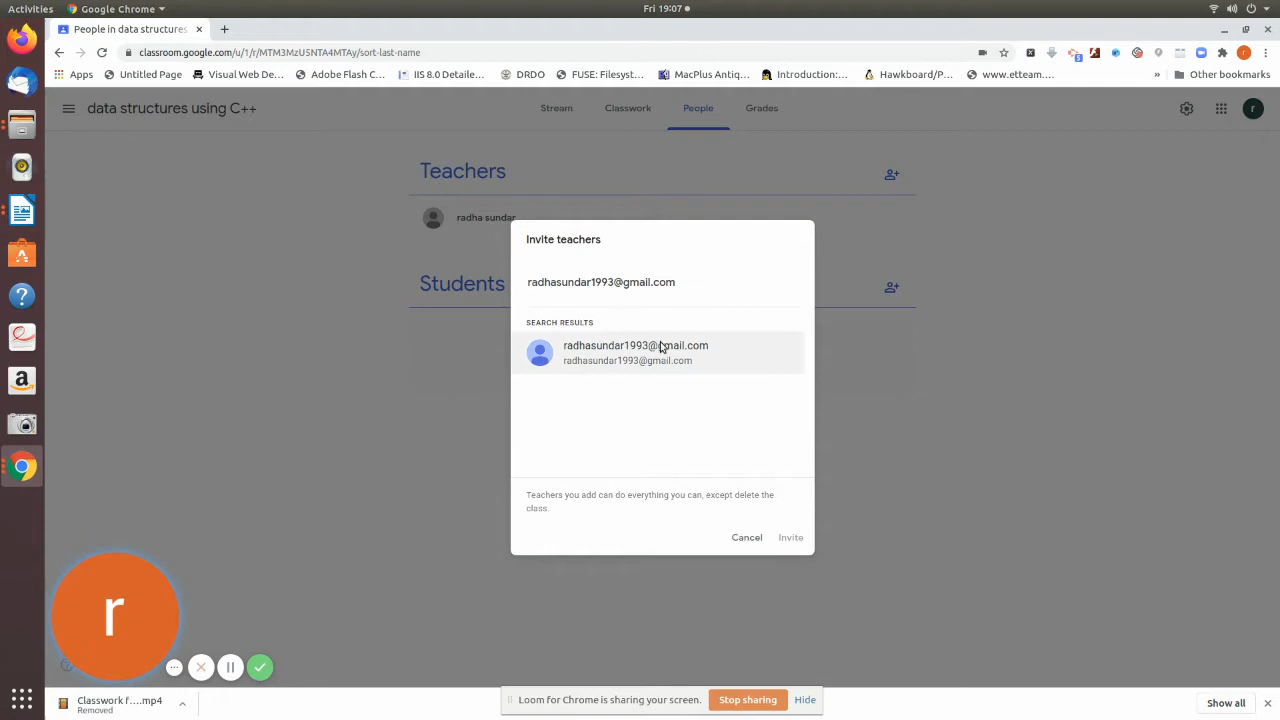 Activities
Google Chrome
Fri 19:07
People in data structures
classroom.google.com/u/1/r/MTM3MzU5NTA4MTAy/sort-last-name
Apps
Untitled Page
Visual Web De...
Adobe Flash C...
IIS 8.0 Detaile...
DRDO
FUSE: Filesyst...
MacPlus Antiq...
Introduction:...
Hawkboard/P...
www.etteam....
»
Other bookmarks
data structures using C++
Stream
Classwork
People
Grades
r
Teachers
radha sundar
Students
Invite teachers
radhasundar1993@gmail.com
SEARCH RESULTS
radhasundar1993@gmail.com
radhasundar1993@gmail.com
Teachers you add can do everything you can, except delete the
class.
Cancel
Invite
r
Loom for Chrome is sharing your screen.
Stop sharing
Hide
Classwork f....mp4
Removed
Show all